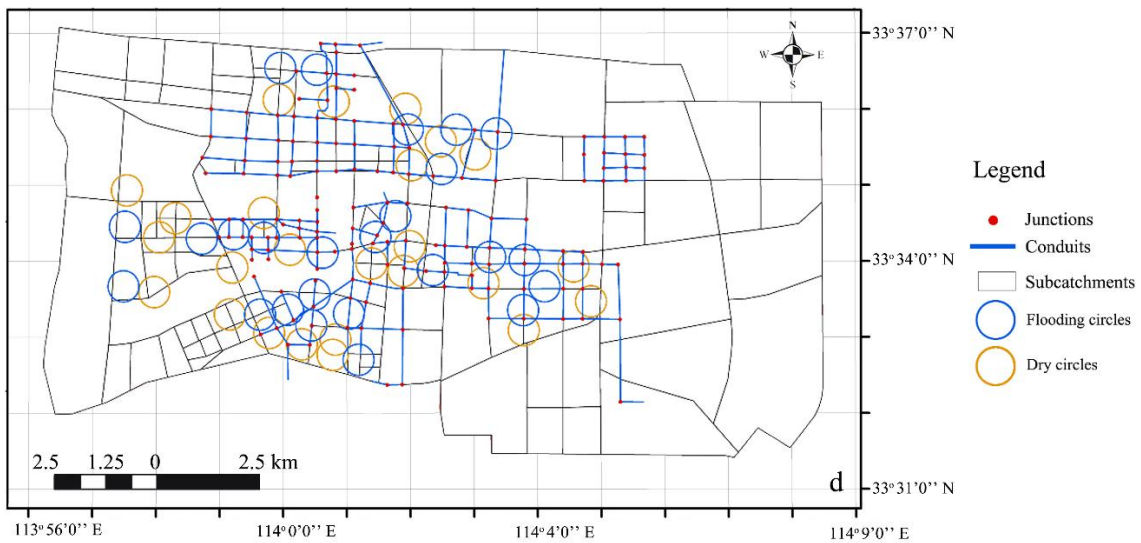 N
W E
S
33°37'0'' N
33°34'0'' N
33°31'0'' N
Legend
Junctions
Conduits
Subcatchments
Flooding circles
Dry circles
2.5 1.25 0 2.5 km
d
113°56'0'' E 114°0'0'' E 114°4'0'' E 114°9'0'' E